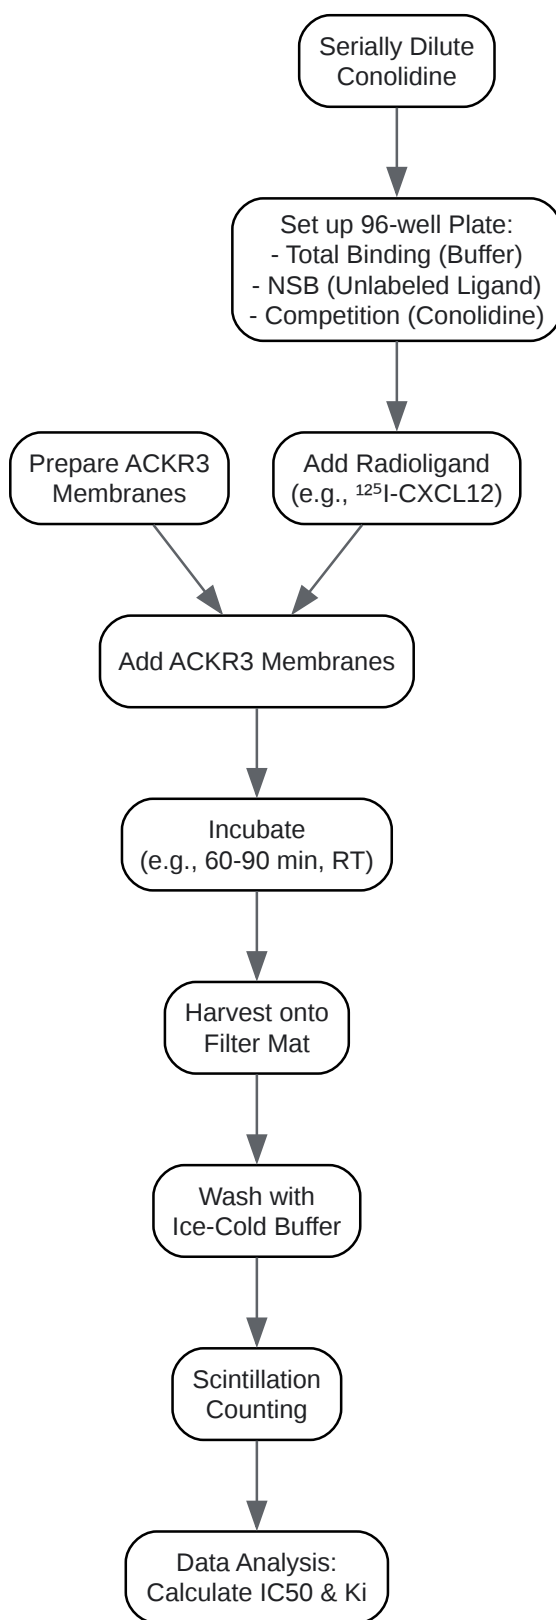 Serially Dilute
Conolidine
Set up 96-well Plate:
- Total Binding (Buffer)
- NSB (Unlabeled Ligand)
- Competition (Conolidine)
Prepare ACKR3
Membranes
Add Radioligand
(e.g., ¹²⁵I-CXCL12)
Add ACKR3 Membranes
Incubate
(e.g., 60-90 min, RT)
Harvest onto
Filter Mat
Wash with
Ice-Cold Buffer
Scintillation
Counting
Data Analysis:
Calculate IC50 & Ki